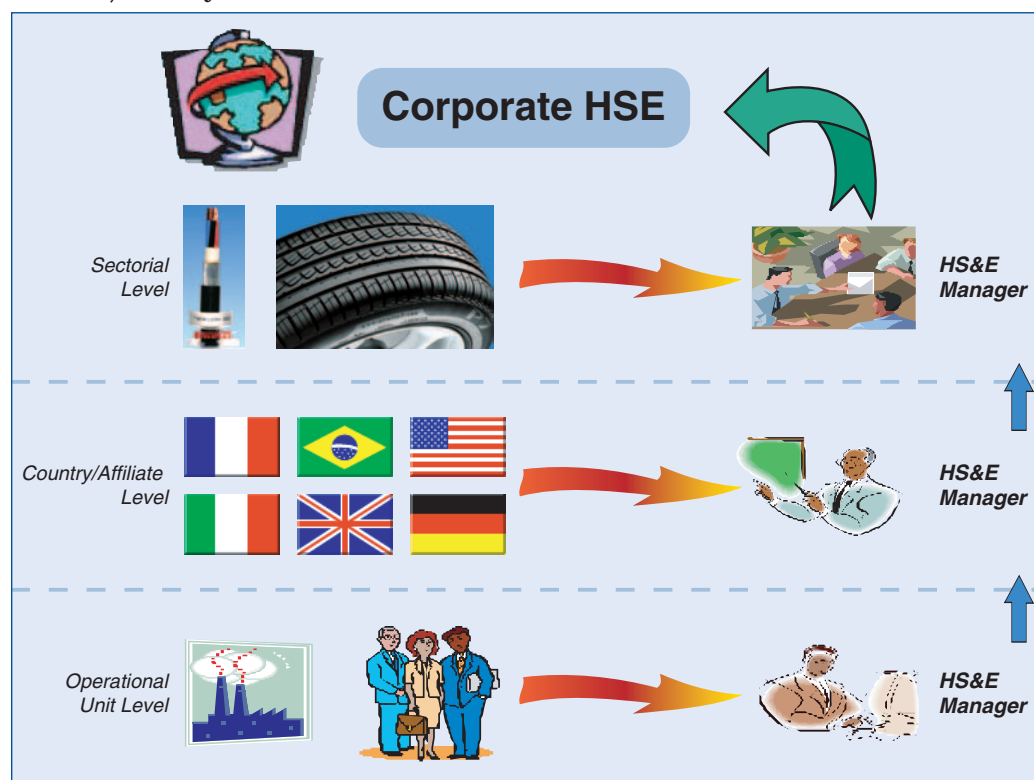 Corporate HSE
Sectorial
Level
HS&E
Manager
Country/Affiliate
Level
HS&E
Manager
Operational
Unit Level
HS&E
Manager